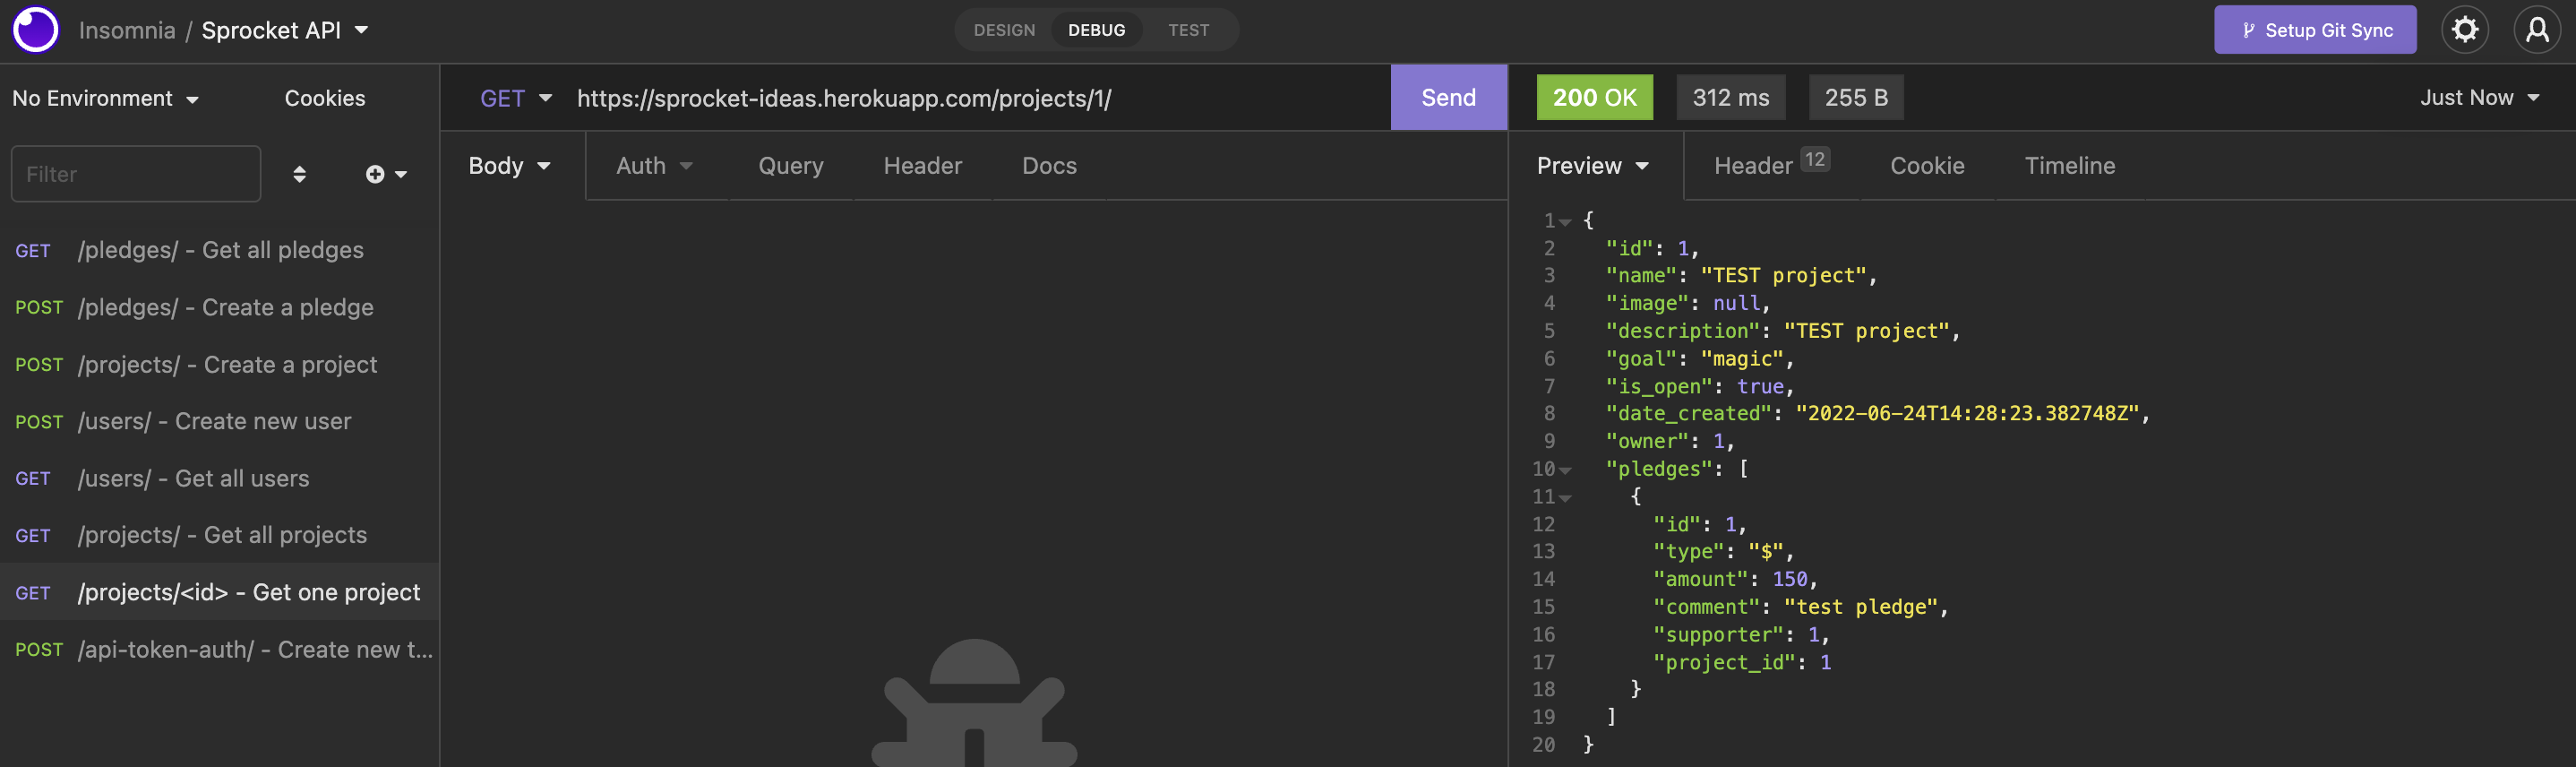 Insomnia / Sprocket API
DESIGN DEBUG TEST
Setup Git Sync
No Environment Cookies
Filter
GET /pledges/ - Get all pledges
POST /pledges/ - Create a pledge
POST /projects/ - Create a project
POST /users/ - Create new user
GET /users/ - Get all users
GET /projects/ - Get all projects
GET /projects/<id> - Get one project
POST /api-token-auth/ - Create new t...
GET https://sprocket-ideas.herokuapp.com/projects/1/ Send
Body Auth Query Header Docs
200 OK 312 ms 255 B Just Now
Preview Header 12 Cookie Timeline
1 {
2 "id": 1,
3 "name": "TEST project",
4 "image": null,
5 "description": "TEST project",
6 "goal": "magic",
7 "is_open": true,
8 "date_created": "2022-06-24T14:28:23.382748Z",
9 "owner": 1,
10 "pledges": [
11 {
12 "id": 1,
13 "type": "$",
14 "amount": 150,
15 "comment": "test pledge",
16 "supporter": 1,
17 "project_id": 1
18 }
19 ]
20 }